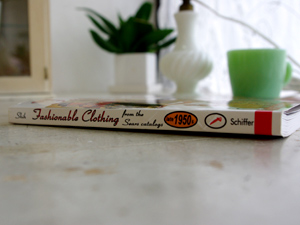 Fashionable Clothing from the
Sears catalogs
1950s
Schiffer